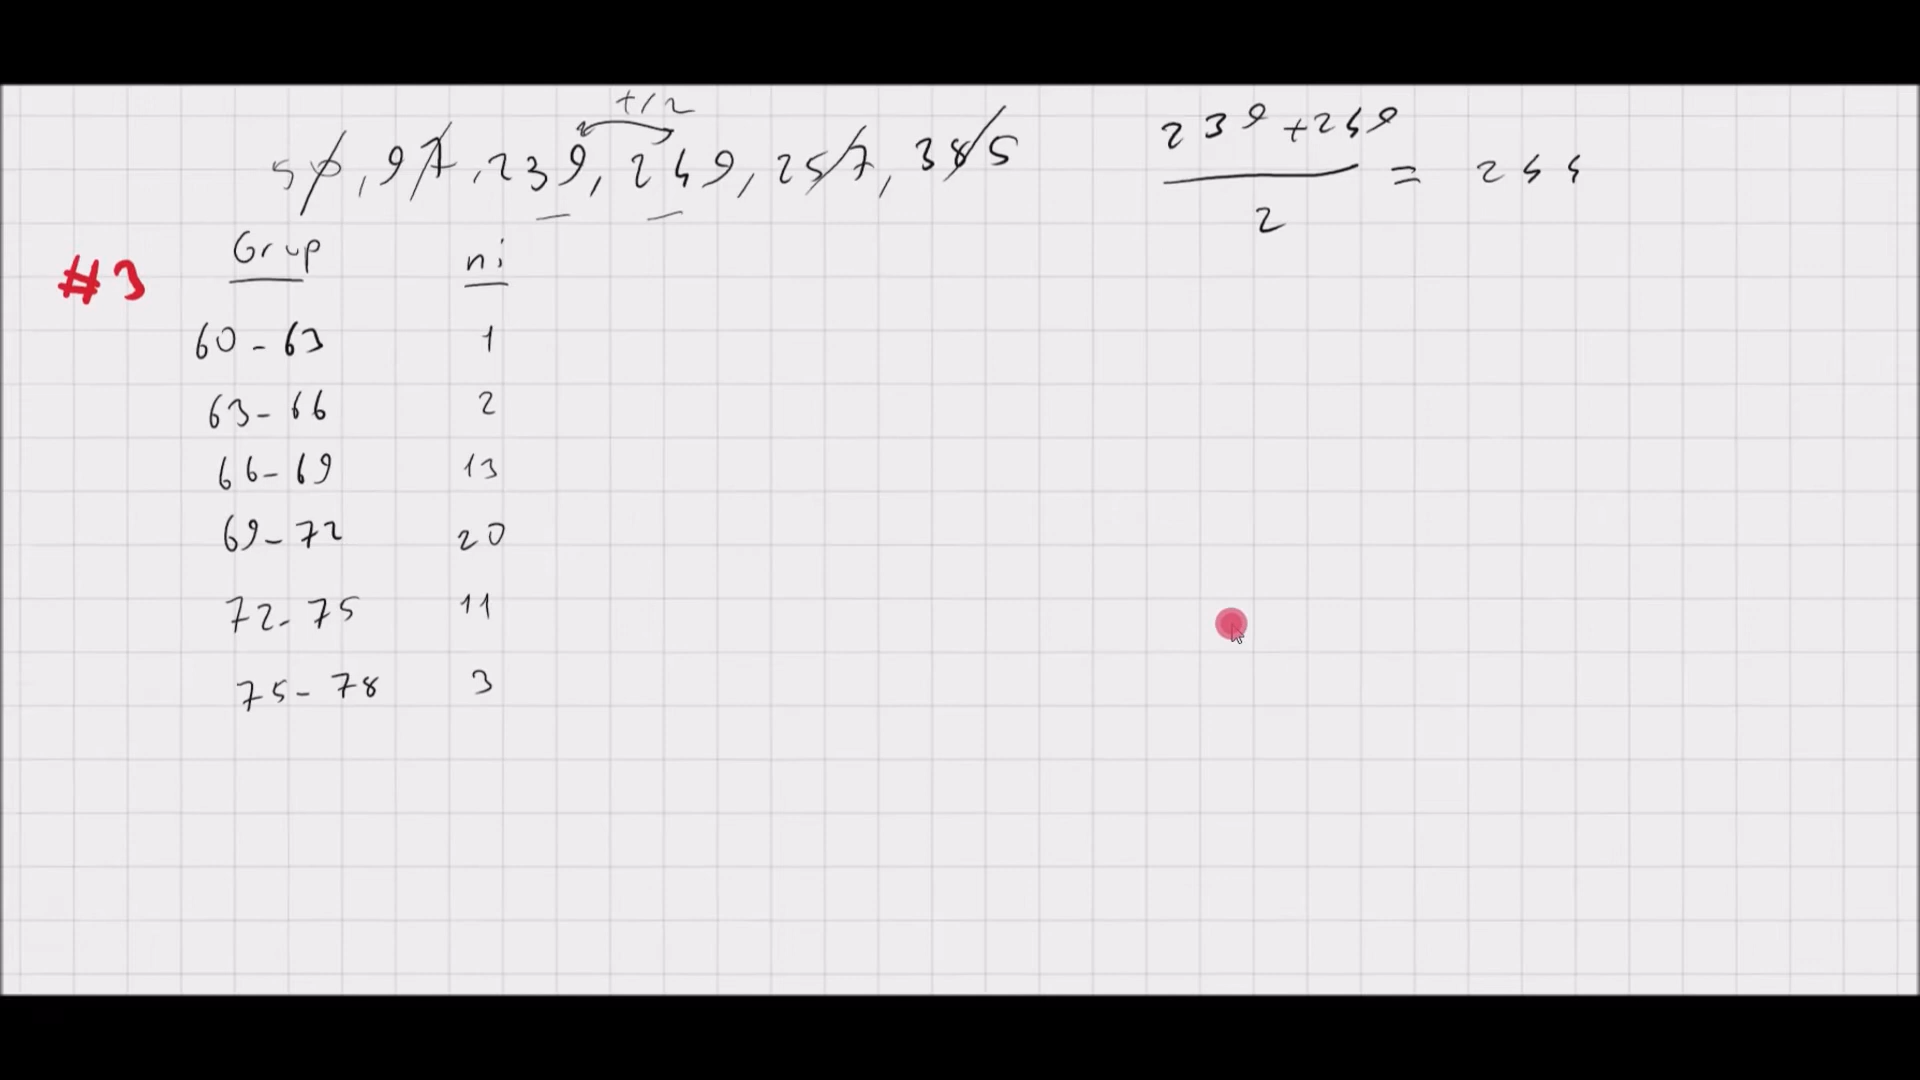 +/2
50, 97, 239, 249, 257, 385
239+249 / 2 = 244
#3
Grup ni
60-63 1
63-66 2
66-69 13
69-72 20
72-75 11
75-78 3